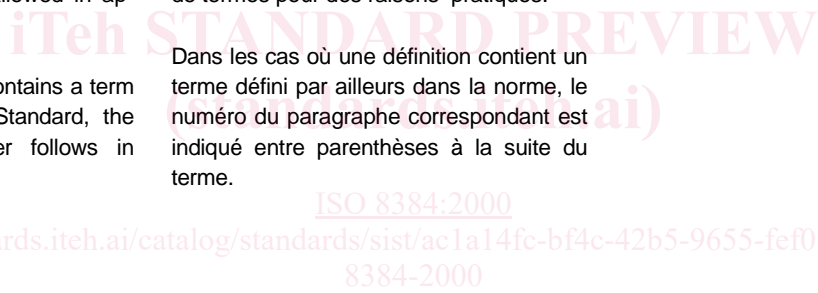 llowed in ap-
ontains a term
Standard, the
er follows in
de termes pour des raisons pratiques.
Dans les cas où une définition contient un
terme défini par ailleurs dans la norme, le
numéro du paragraphe correspondant est
indiqué entre parenthèses à la suite du
terme.
iTeh STANDARD PREVIEW
(standards.iteh.ai)
ISO 8384:2000
rds.iteh.ai/catalog/standards/sist/ac1a14fc-bf4c-42b5-9655-fef0
8384-2000